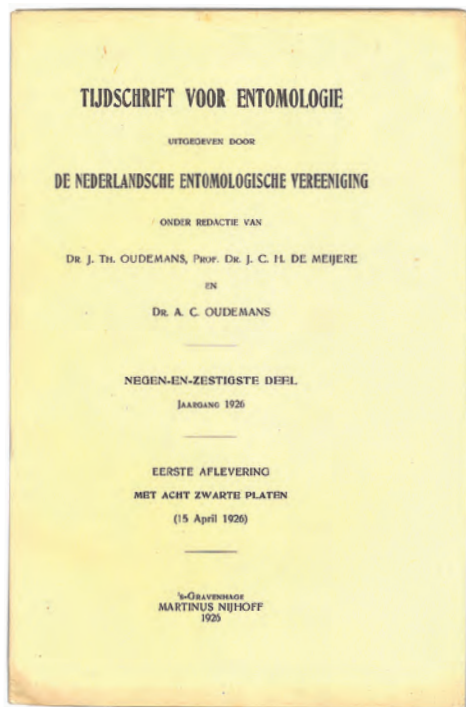 TIJDSCHRIFT VOOR ENTOMOLOGIE
UITGEGEVEN DOOR
DE NEDERLANDSCHE ENTOMOLOGISCHE VEREENIGING
ONDER REDACTIE VAN
DR. J. TH. OUDEMANS, PROF. DR. J. C. H. DE MEIJERE
EN
DR. A. C. OUDEMANS
NEGEN-EN-ZESTIGSTE DEEL
JAARGANG 1926
EERSTE AFLEVERING
MET ACHT ZWARTE PLATEN
(15 April 1926)
'S-GRAVENHAGE
MARTINUS NIJHOFF
1926